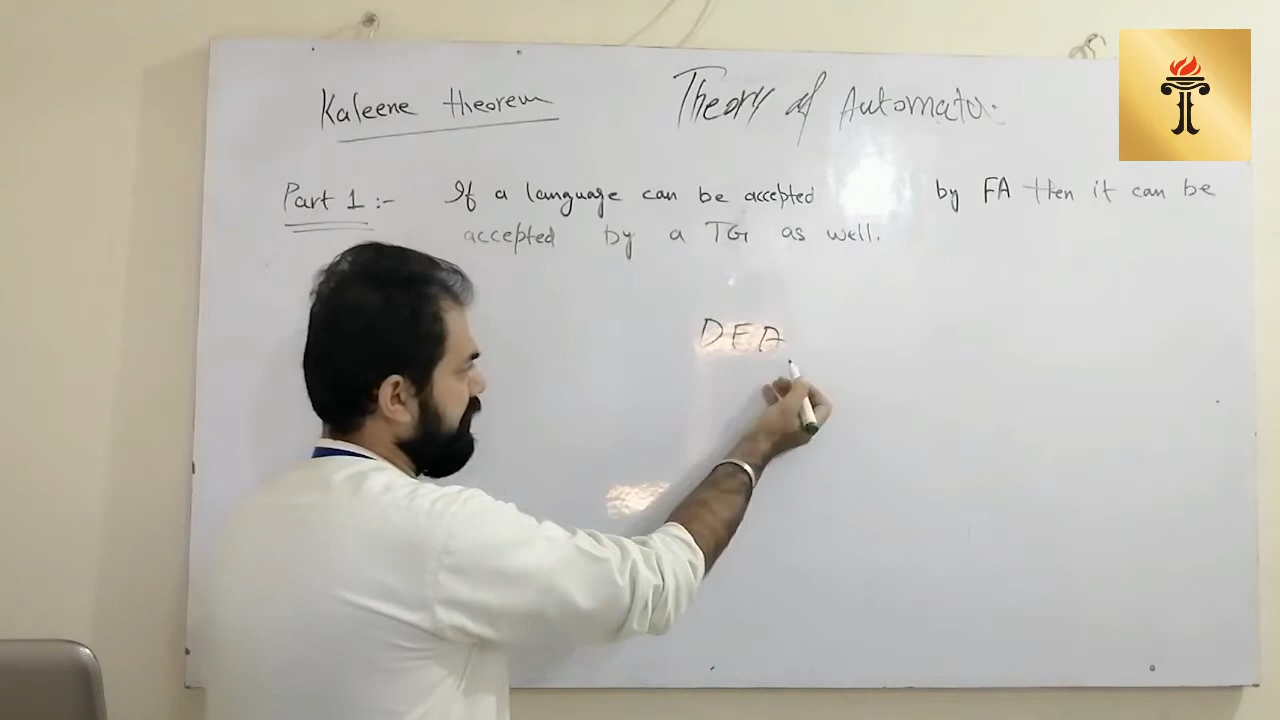 Kaleene theorem
Theory of Automata.
Part 1:- If a language can be accepted by FA then it can be
accepted by a TG as well.
DFA